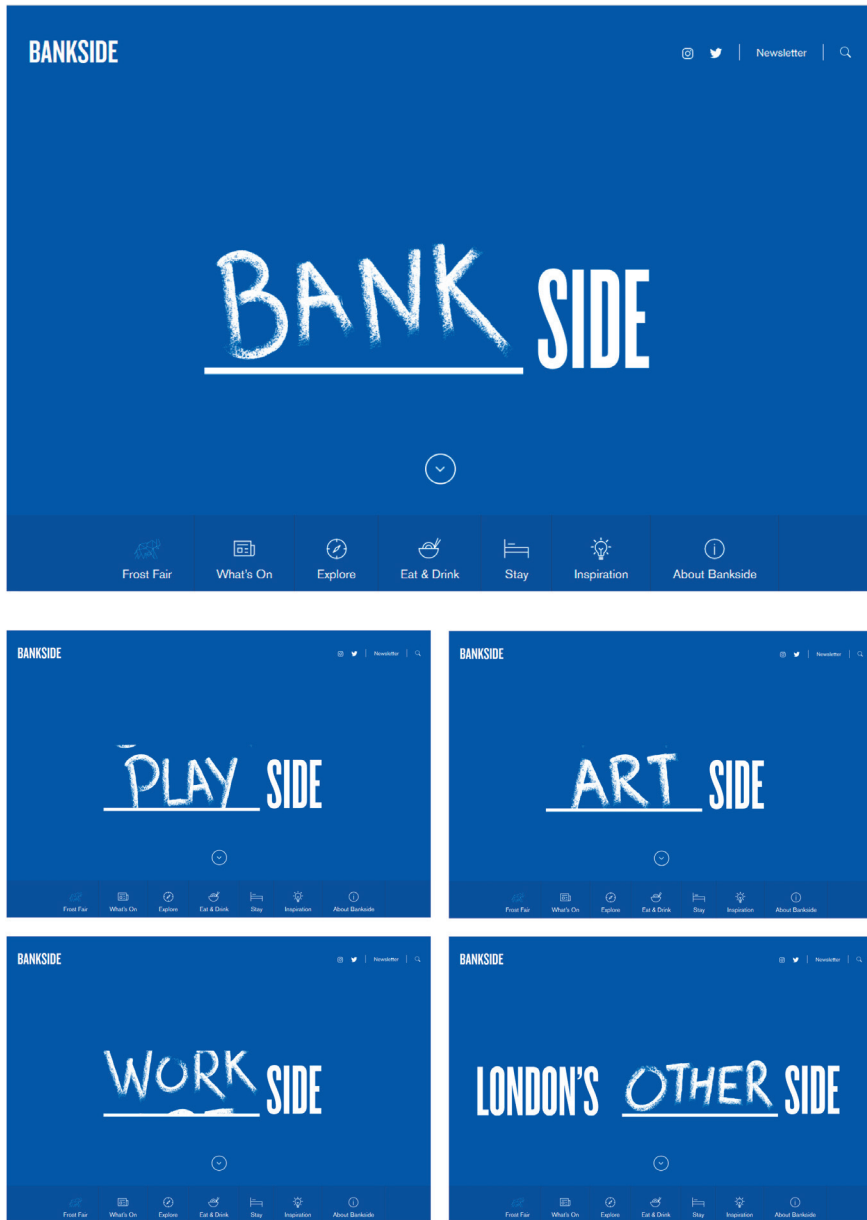 BANKSIDE
Newsletter
BANK SIDE
Frost Fair What's On Explore Eat & Drink Stay Inspiration About Bankside
BANKSIDE
Newsletter
PLAY SIDE
Frost Fair What's On Explore Eat & Drink Stay Inspiration About Bankside
BANKSIDE
Newsletter
ART SIDE
Frost Fair What's On Explore Eat & Drink Stay Inspiration About Bankside
BANKSIDE
Newsletter
WORK SIDE
Frost Fair What's On Explore Eat & Drink Stay Inspiration About Bankside
BANKSIDE
Newsletter
LONDON'S OTHER SIDE
Frost Fair What's On Explore Eat & Drink Stay Inspiration About Bankside